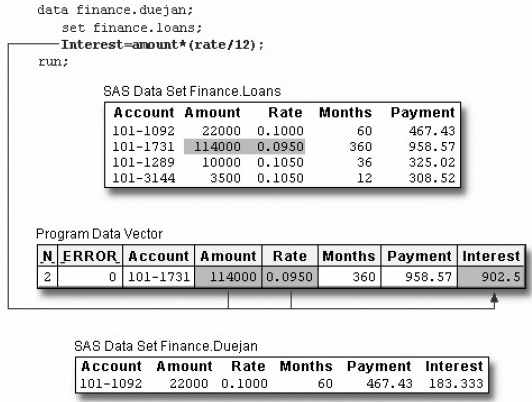 data finance.duejan;
set finance.loans;
Interest=amount*(rate/12);
run;
SAS Data Set Finance.Loans
Account Amount Rate Months Payment
101-1092 22000 0.1000 60 467.43
101-1731 114000 0.0950 360 958.57
101-1289 10000 0.1050 36 325.02
101-3144 3500 0.1050 12 308.52
Program Data Vector
_N_ _ERROR_ Account Amount Rate Months Payment Interest
2 0 101-1731 114000 0.0950 360 958.57 902.5
SAS Data Set Finance.Duejan
Account Amount Rate Months Payment Interest
101-1092 22000 0.1000 60 467.43 183.333